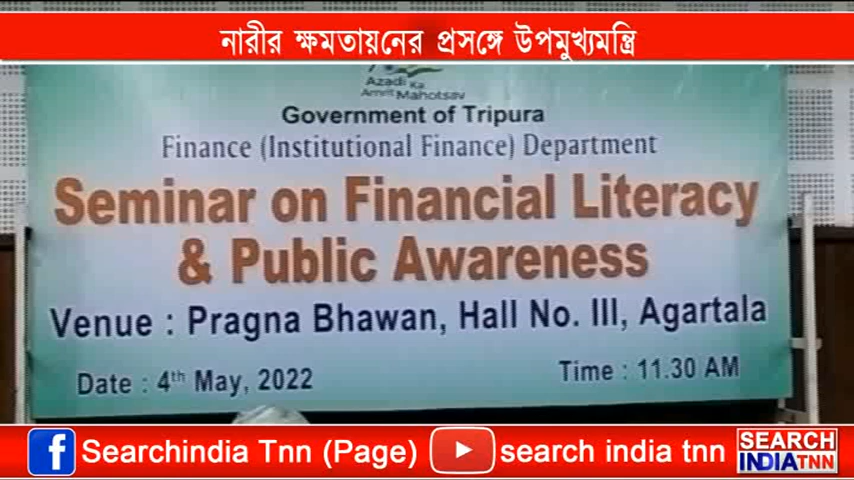 নারীর ক্ষমতায়নের প্রসঙ্গে উপমুখ্যমন্ত্রি
Azadi Ka
Amrit Mahotsav
Government of Tripura
Finance (Institutional Finance) Department
Seminar on Financial Literacy
& Public Awareness
Venue : Pragna Bhawan, Hall No. III, Agartala
Date : 4th May, 2022
Time : 11.30 AM
Searchindia Tnn (Page)
search india tnn
SEARCH
INDIATNN